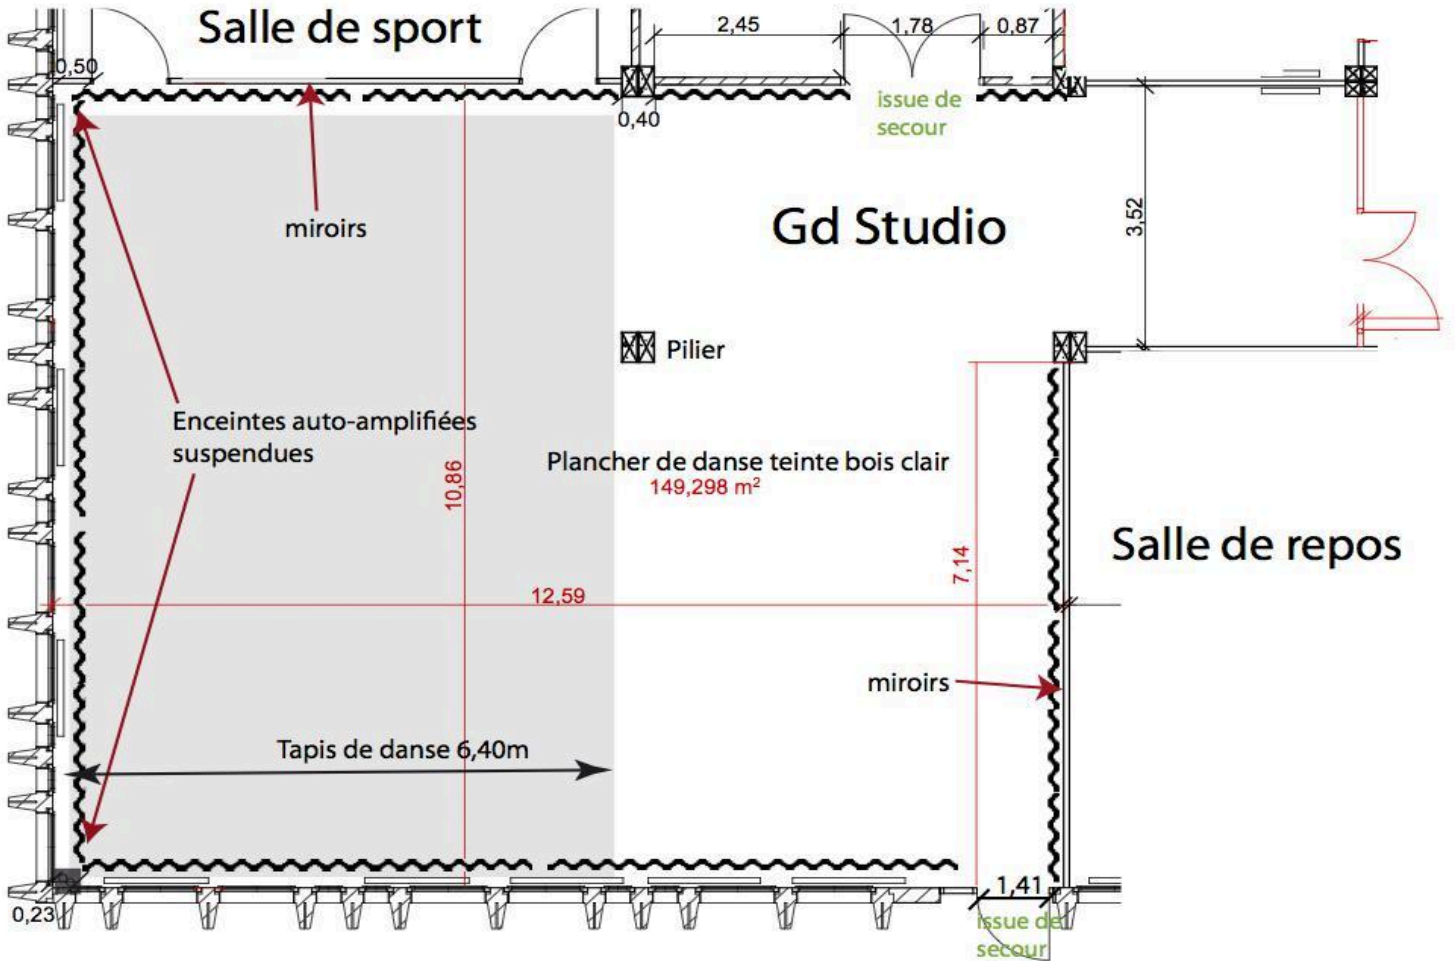 Salle de sport
2,45
1,78
0,87
0,50
issue de
secour
0,40
miroirs
Gd Studio
3,52
Pilier
Enceintes auto-amplifiées
suspendues
10,86
Plancher de danse teinte bois clair
149,298 m²
7,14
Salle de repos
12,59
miroirs
Tapis de danse 6,40m
1,41
0,23
issue de
secour